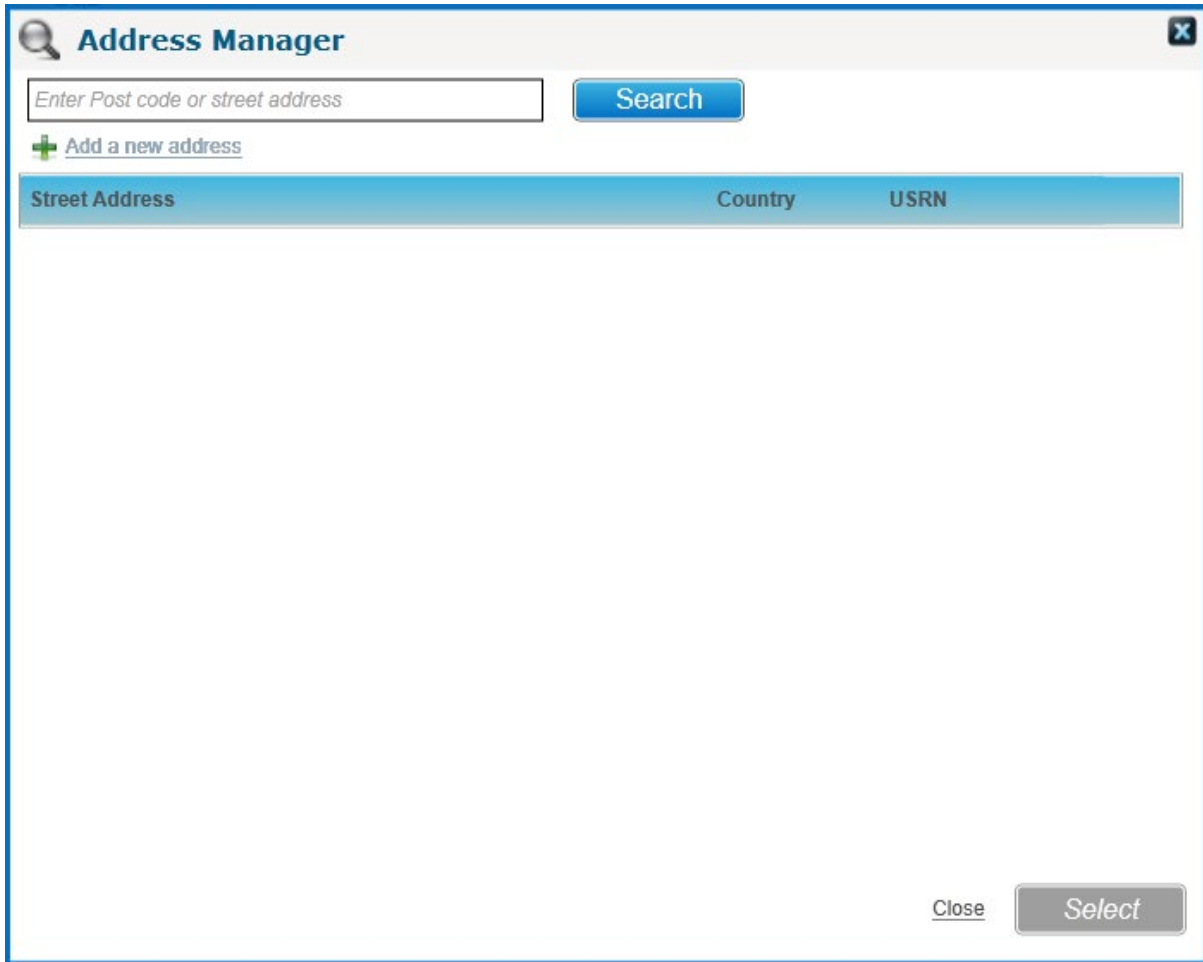 Address Manager
Enter Post code or street address
Search
Add a new address
Street Address Country USRN
Close Select